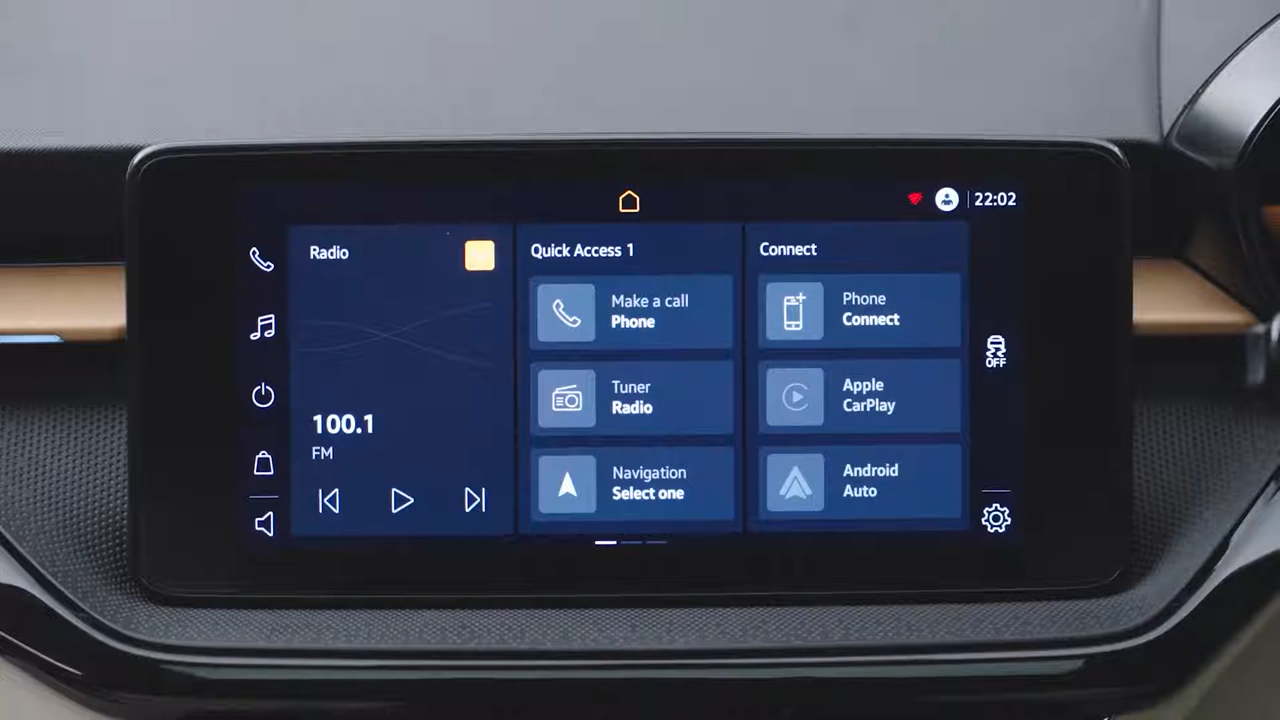 22:02
Radio
100.1
FM
Quick Access 1
Make a call
Phone
Tuner
Radio
Navigation
Select one
Connect
Phone
Connect
Apple
CarPlay
Android
Auto
OFF